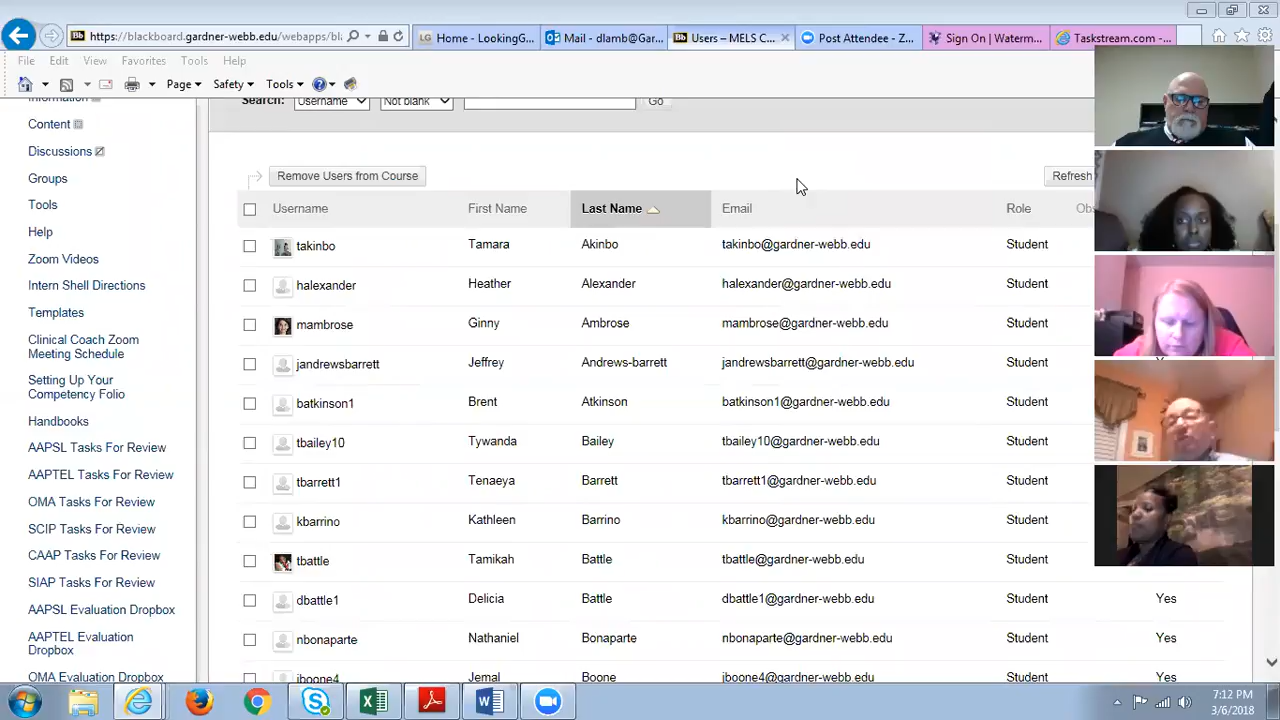 https://blackboard.gardner-webb.edu/webapps/bl
Home - LookingG...
Mail - dlamb@Gar...
Users – MELS C...
Post Attendee - Z...
Sign On | Waterm...
Taskstream.com -...
File Edit View Favorites Tools Help
Page Safety Tools
Information
Content
Discussions
Groups
Tools
Help
Zoom Videos
Intern Shell Directions
Templates
Clinical Coach Zoom
Meeting Schedule
Setting Up Your
Competency Folio
Handbooks
AAPSL Tasks For Review
AAPTEL Tasks For Review
OMA Tasks For Review
SCIP Tasks For Review
CAAP Tasks For Review
SIAP Tasks For Review
AAPSL Evaluation Dropbox
AAPTEL Evaluation
Dropbox
OMA Evaluation Dropbox
Search: Username Not blank Go
Remove Users from Course Refresh
Username First Name Last Name Email Role
takinbo Tamara Akinbo takinbo@gardner-webb.edu Student
halexander Heather Alexander halexander@gardner-webb.edu Student
mambrose Ginny Ambrose mambrose@gardner-webb.edu Student
jandrewsbarrett Jeffrey Andrews-barrett jandrewsbarrett@gardner-webb.edu Student
batkinson1 Brent Atkinson batkinson1@gardner-webb.edu Student
tbailey10 Tywanda Bailey tbailey10@gardner-webb.edu Student
tbarrett1 Teraeya Barrett tbarrett1@gardner-webb.edu Student
kbarrino Kathleen Barrino kbarrino@gardner-webb.edu Student
tbattle Tamikah Battle tbattle@gardner-webb.edu Student
dbattle1 Delicia Battle dbattle1@gardner-webb.edu Student Yes
nbonaparte Nathaniel Bonaparte nbonaparte@gardner-webb.edu Student Yes
jboone4 Jemal Boone jboone4@gardner-webb.edu Student Yes
7:12 PM
3/6/2018